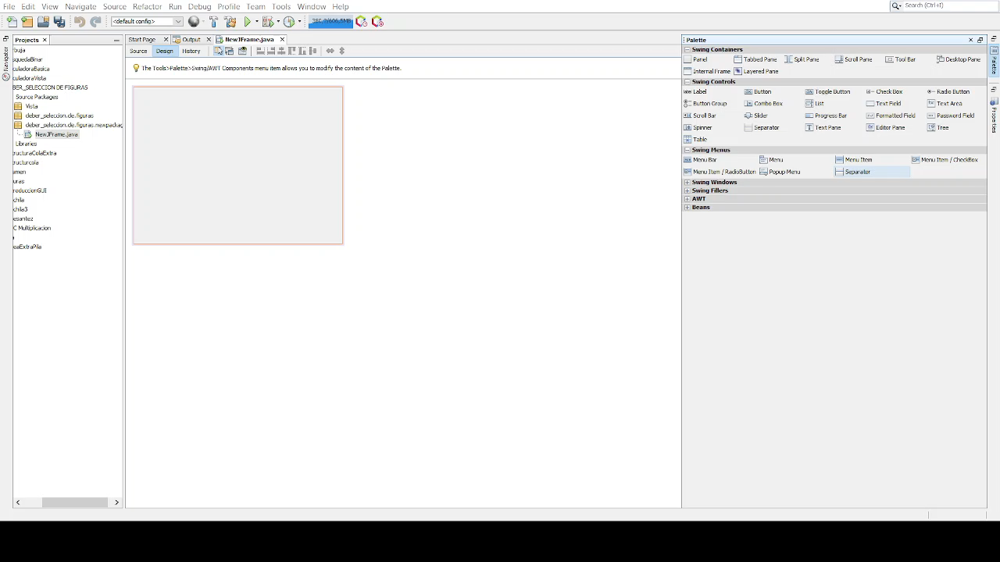 File Edit View Navigate Source Refactor Run Debug Profile Team Tools Window Help
Search (Ctrl+I)
<default config>
Projects
Start Page
Output
NewJFrame.java
Palette
Source Design History
The Tools>Palette>Swing/AWT Components menu item allows you to modify the content of the Palette.
Navigator
buja
squedaBinar
culadoraBasica
culadoraVista
BER_SELECCION DE FIGURAS
Source Packages
Vista
deber_seleccion.de.figuras
deber_seleccion.de.figuras.newpackag
NewJFrame.java
Libraries
tructuraColaExtra
tructurcola
amen
uras
roduccionGUI
chila
chila3
esantez
C Multiplicacion
eaExtraPila
Swing Containers
Panel Tabbed Pane Split Pane Scroll Pane Tool Bar Desktop Pane
Internal Frame Layered Pane
Swing Controls
Label Button Toggle Button Check Box Radio Button
Button Group Combo Box List Text Field Text Area
Scroll Bar Slider Progress Bar Formatted Field Password Field
Spinner Separator Text Pane Editor Pane Tree
Table
Swing Menus
Menu Bar Menu Menu Item Menu Item / CheckBox
Menu Item / RadioButton Popup Menu Separator
Swing Windows
Swing Fillers
AWT
Beans
Palette
Properties